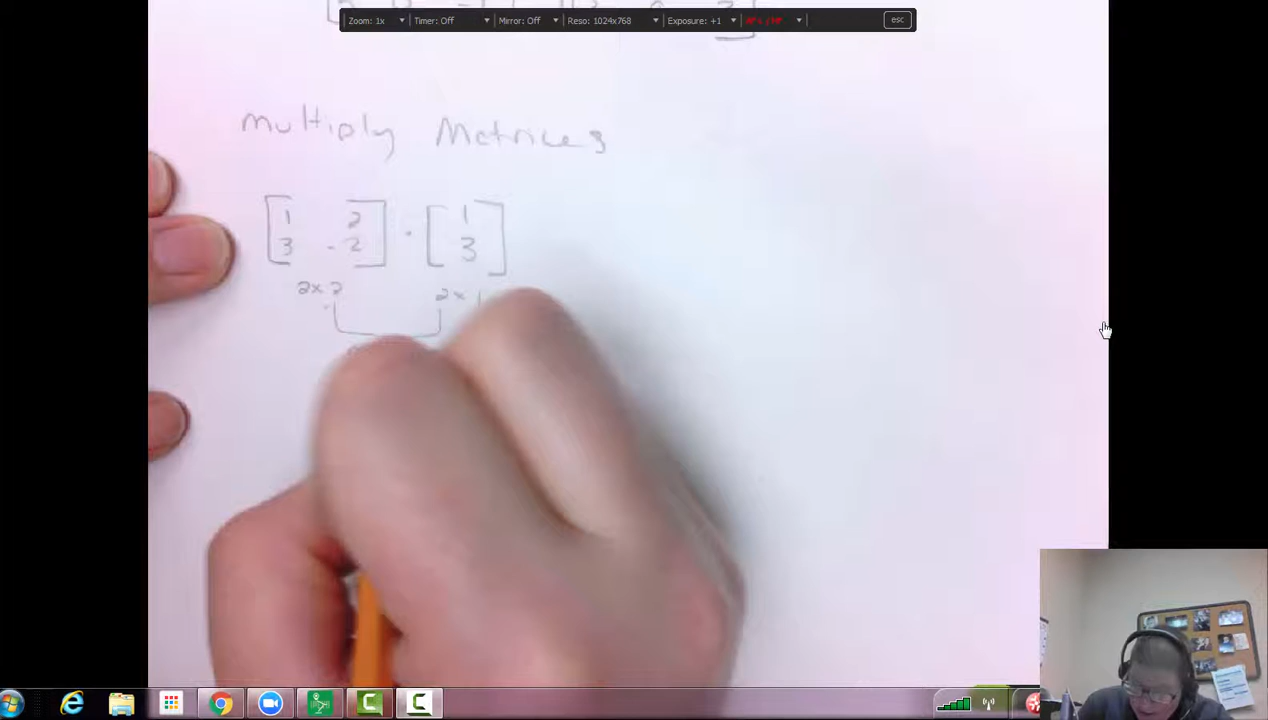 Zoom: 1x Timer: Off Mirror: Off Reso: 1024x768 Exposure: +1 esc
multiply Matrices
[1 2] · [1]
[3 -2] [3]
2x2 2x1